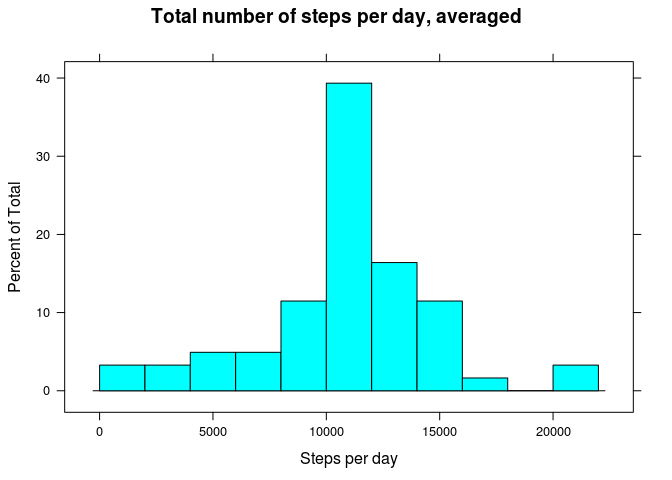 Total number of steps per day, averaged
Percent of Total
40
30
20
10
0
0 5000 10000 15000 20000
Steps per day